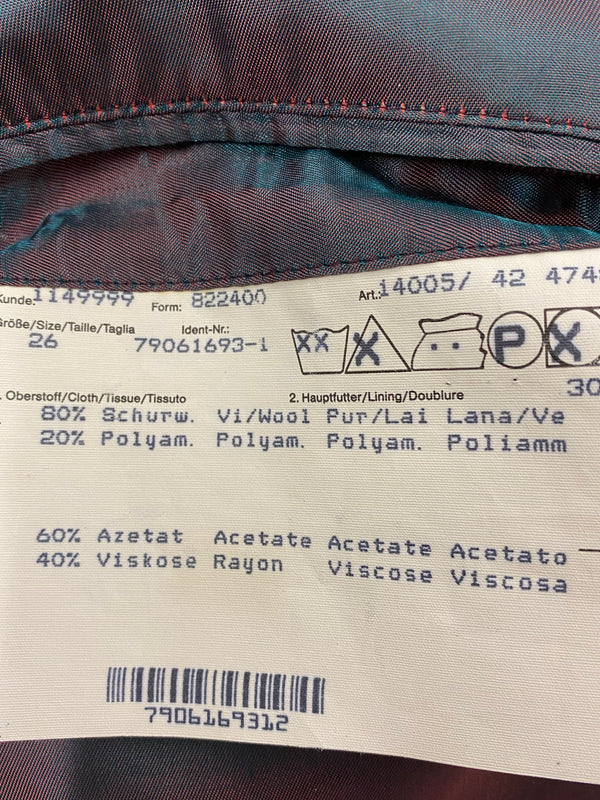 Kunde: 1149999 Form: 822400 Art.: 14005/ 42 474
Größe/Size/Taille/Taglia Ident-Nr.:
26 79061693-1 XX X P X
30
1. Oberstoff/Cloth/Tissue/Tissuto 2. Hauptfutter/Lining/Doublure
80% Schurw. Vi/Wool Pur/Lai Lana/Ve
20% Polyam. Polyam. Polyam. Poliamm
60% Azetat Acetate Acetate Acetato
40% Viskose Rayon Viscose Viscosa
7906169312